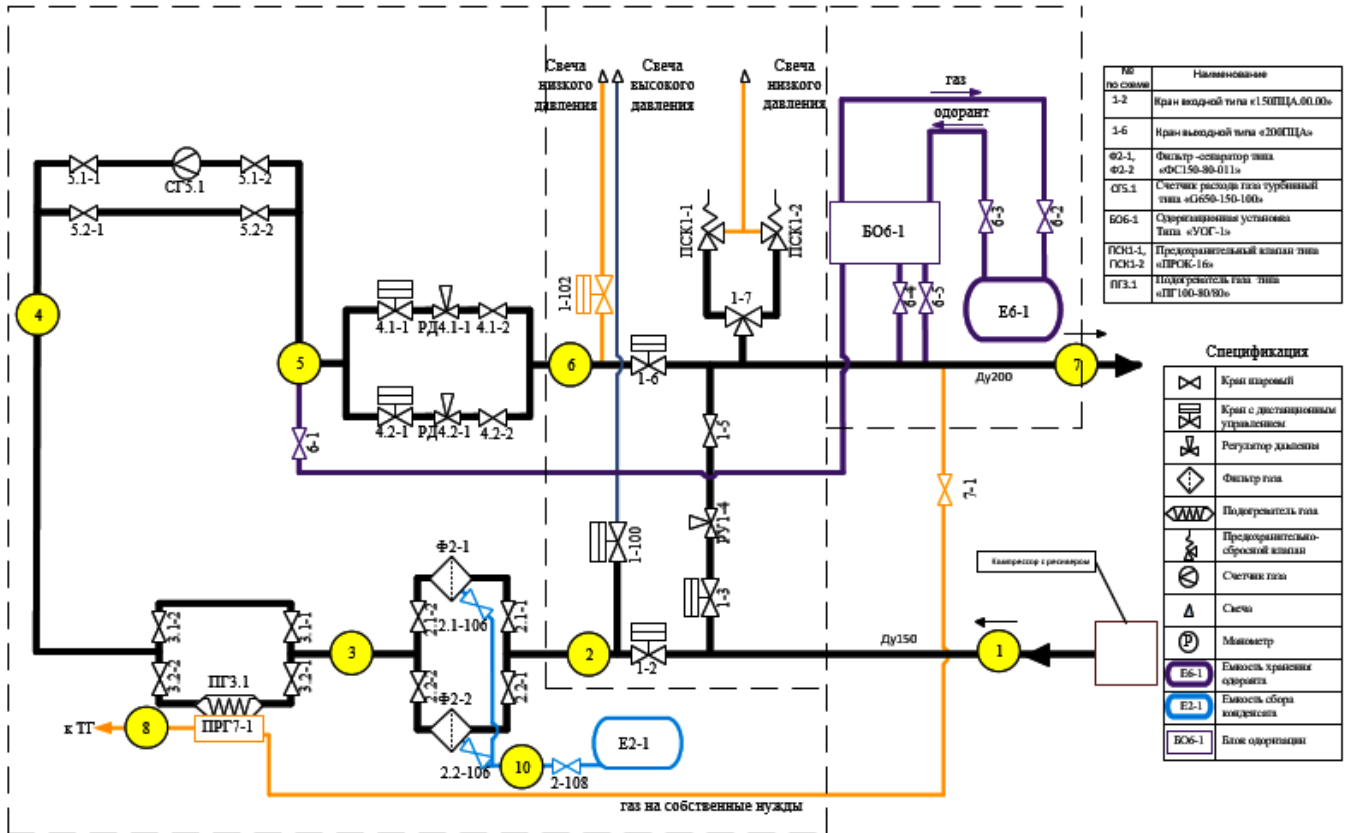 Свеча
низкого
давления
Свеча
высокого
давления
Свеча
низкого
давления
газ
одорант
5.1-1
СГ5.1
5.1-2
5.2-1
5.2-2
ПСК1-1
ПСК1-2
БО6-1
6-3
6-2
6-4
6-5
Е6-1
1-102
1-7
4
5
6
7
4.1-1
РД4.1-1
4.1-2
4.2-1
РД4.2-1
4.2-2
1-6
Ду200
6-1
1-5
7-1
РУ1-4
1-100
1-3
Ф2-1
2.1-2
2.1-106
2.1-1
2.2-2
2.2-1
Ф2-2
2.2-106
3.1-2
3.1-1
3.2-2
3.2-1
ПГ3.1
ПРГ7-1
к ТГ
8
3
2
1-2
Ду150
1
Компрессор с ресивером
10
2-108
Е2-1
газ на собственные нужды
№
по схеме
Наименование
1-2
Кран входной типа «150ПЦА.00.00»
1-6
Кран выходной типа «200ПЦА»
Ф2-1,
Ф2-2
Фильтр -сепаратор типа
«ФС150-80-011»
СГ5.1
Счетчик расхода газа турбинный
типа «G650-150-100»
БО6-1
Одоризационная установка
Типа «УОГ-1»
ПСК1-1,
ПСК1-2
Предохранительный клапан типа
«ПРОК-16»
ПГ3.1
Подогреватель газа типа
«ПГ100-80/80»
Спецификация
Кран шаровый
Кран с дистанционным
управлением
Регулятор давления
Фильтр газа
Подогреватель газа
Предохранительно-
сбросной клапан
Счетчик газа
Свеча
P
Манометр
Е6-1
Емкость хранения
одоранта
Е2-1
Емкость сбора
конденсата
БО6-1
Блок одоризации